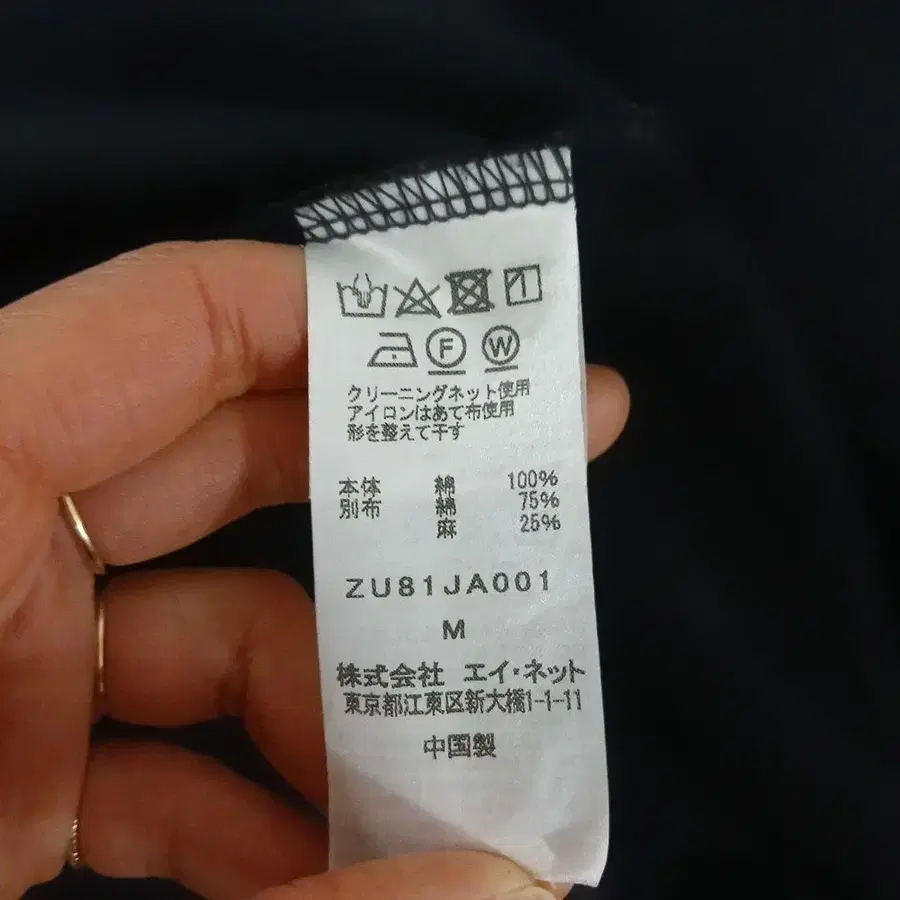 F W
クリーニングネット使用
アイロンはあて布使用
形を整えて干す
本体 綿 100%
別布 綿 75%
麻 25%
ZU81JA001
M
株式会社 エイ・ネット
東京都江東区新大橋1-1-11
中国製